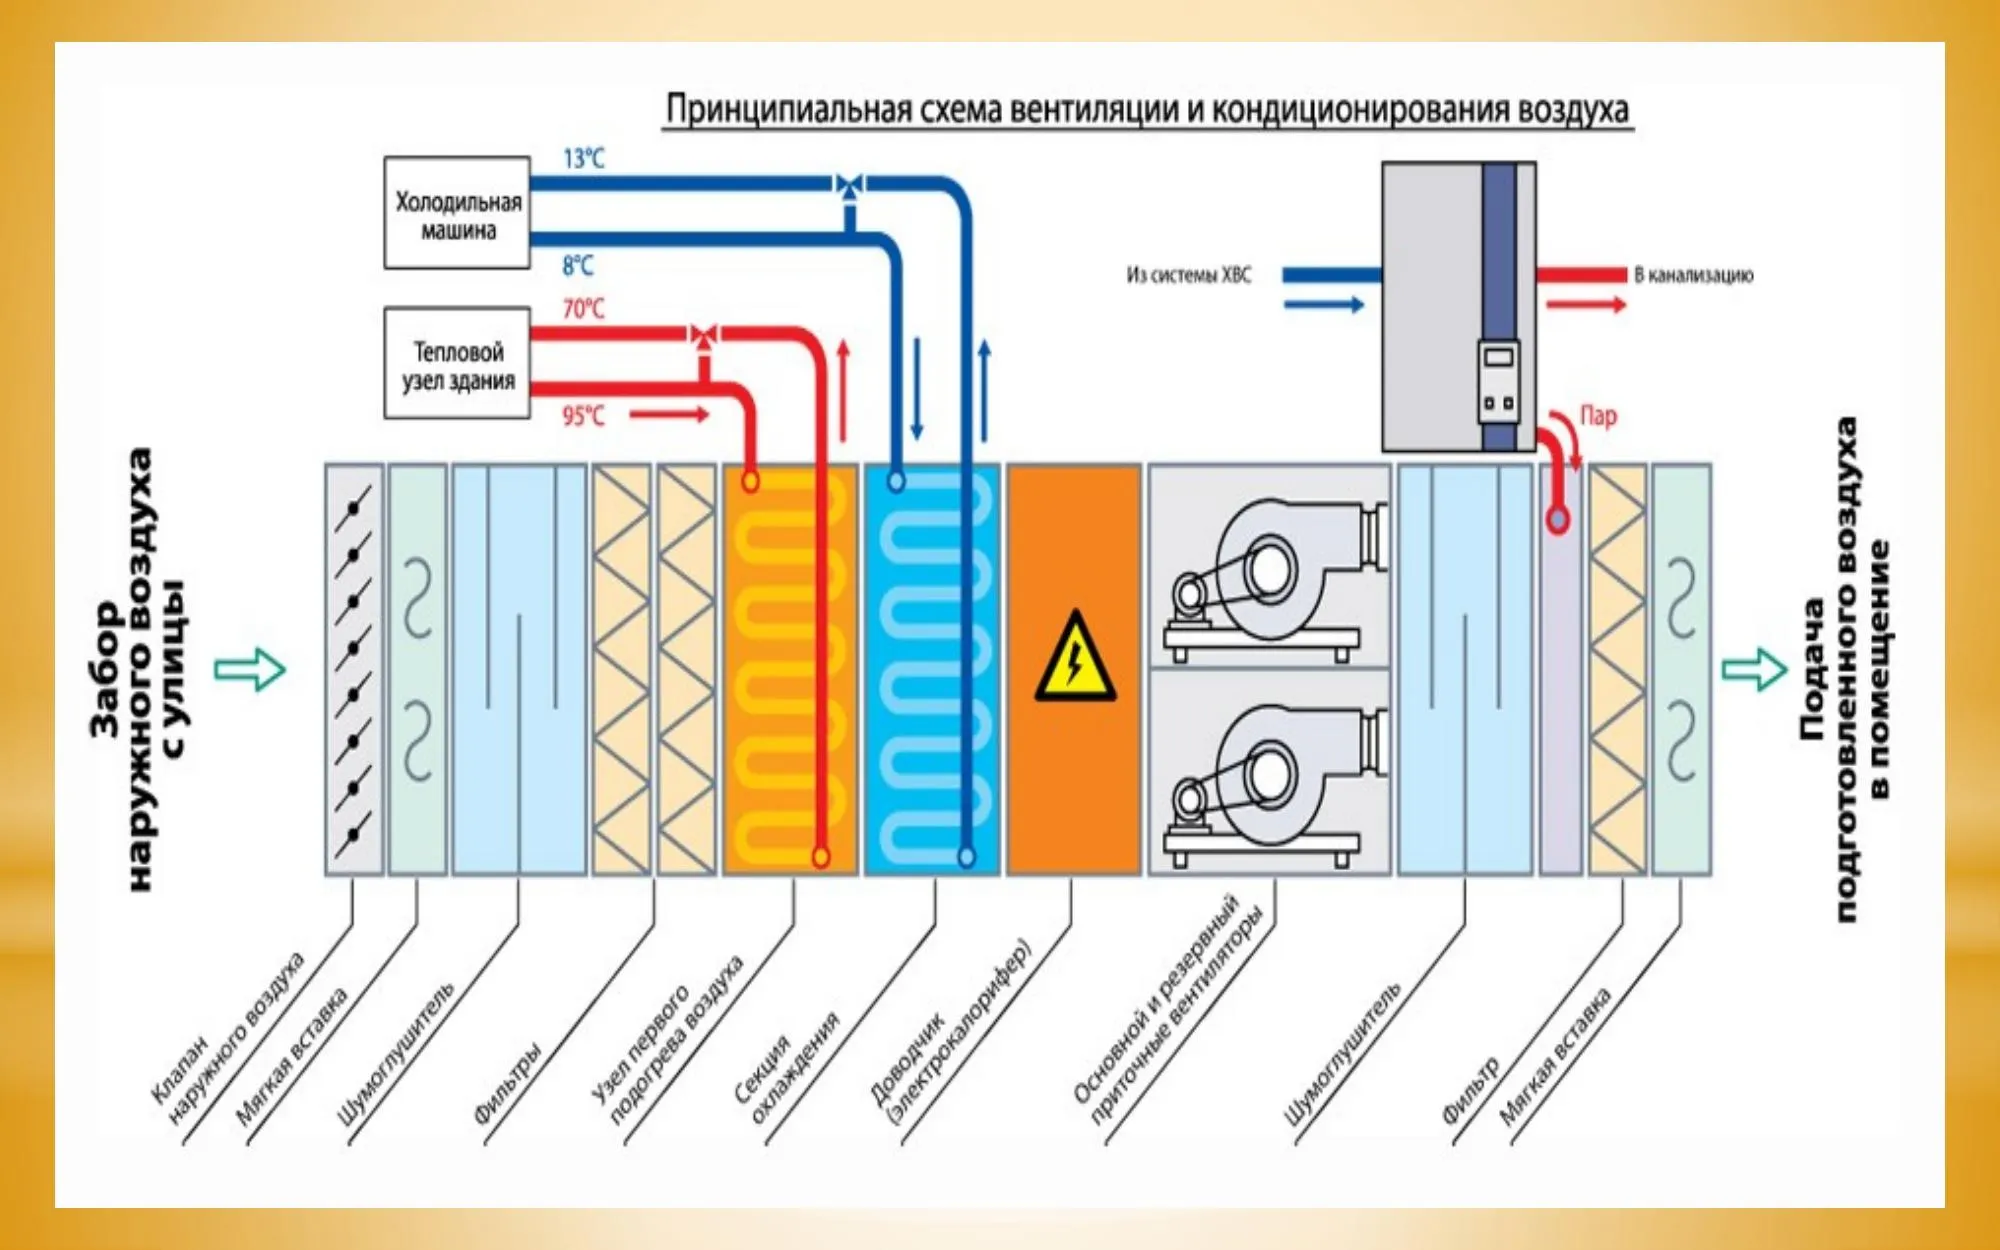 Принципиальная схема вентиляции и кондиционирования воздуха
13°C
Холодильная
машина
8°C
70°C
Тепловой
узел здания
95°C
Из системы ХВС
В канализацию
Пар
Забор
наружного воздуха
с улицы
Подача
подготовленного воздуха
в помещение
Клапан
наружного воздуха
Мягкая вставка
Шумоглушитель
Фильтры
Узел первого
подогрева воздуха
Секция
охлаждения
Доводчик
(электрокалорифер)
Основной и резервный
приточные вентиляторы
Шумоглушитель
Фильтр
Мягкая вставка